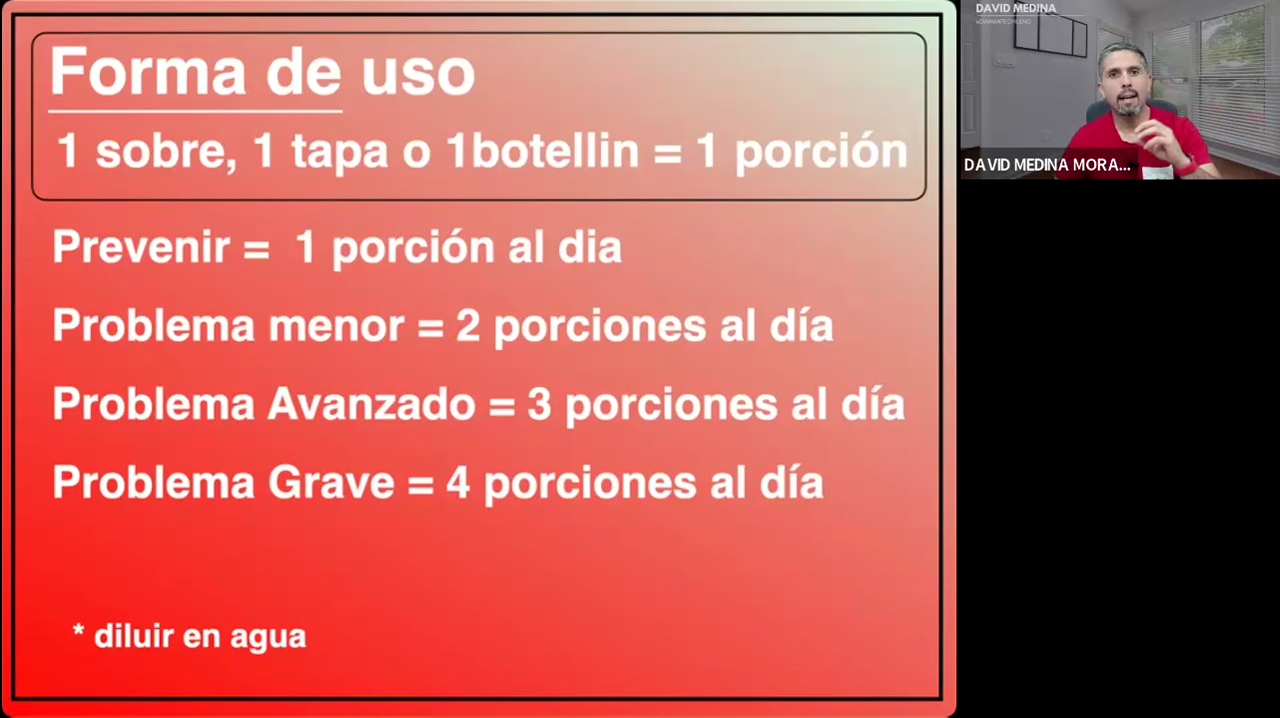 Forma de uso
1 sobre, 1 tapa o 1botellin = 1 porción
Prevenir = 1 porción al dia
Problema menor = 2 porciones al día
Problema Avanzado = 3 porciones al día
Problema Grave = 4 porciones al día
* diluir en agua
DAVID MEDINA
DAVID MEDINA MORA...